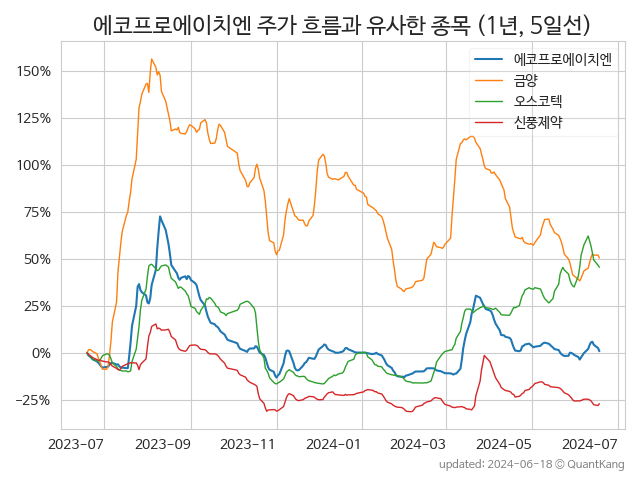 에코프로에이치엔 주가 흐름과 유사한 종목 (1년, 5일선)
에코프로에이치엔
금양
오스코텍
신풍제약
150%
125%
100%
75%
50%
25%
0%
−25%
2023-07 2023-09 2023-11 2024-01 2024-03 2024-05 2024-07
updated: 2024-06-18 © QuantKang